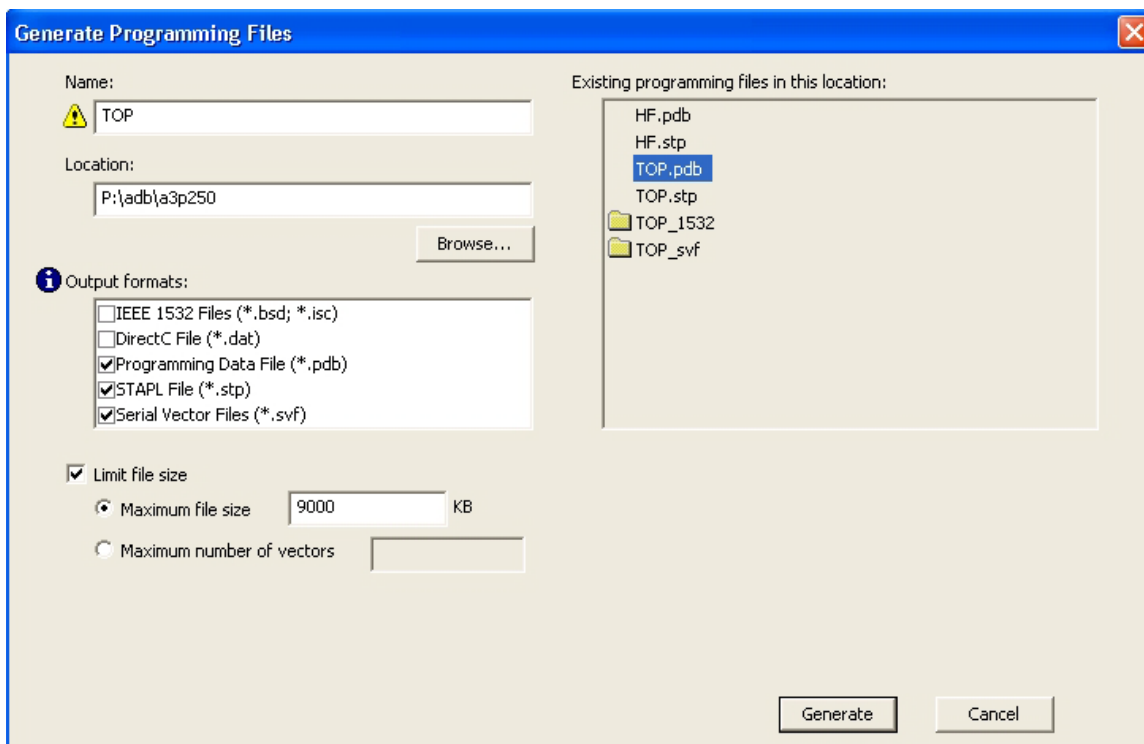 Generate Programming Files
Name:
TOP
Location:
P:\adb\a3p250
Browse...
Output formats:
IEEE 1532 Files (*.bsd; *.isc)
DirectC File (*.dat)
Programming Data File (*.pdb)
STAPL File (*.stp)
Serial Vector Files (*.svf)
Limit file size
Maximum file size 9000 KB
Maximum number of vectors
Existing programming files in this location:
HF.pdb
HF.stp
TOP.pdb
TOP.stp
TOP_1532
TOP_svf
Generate Cancel